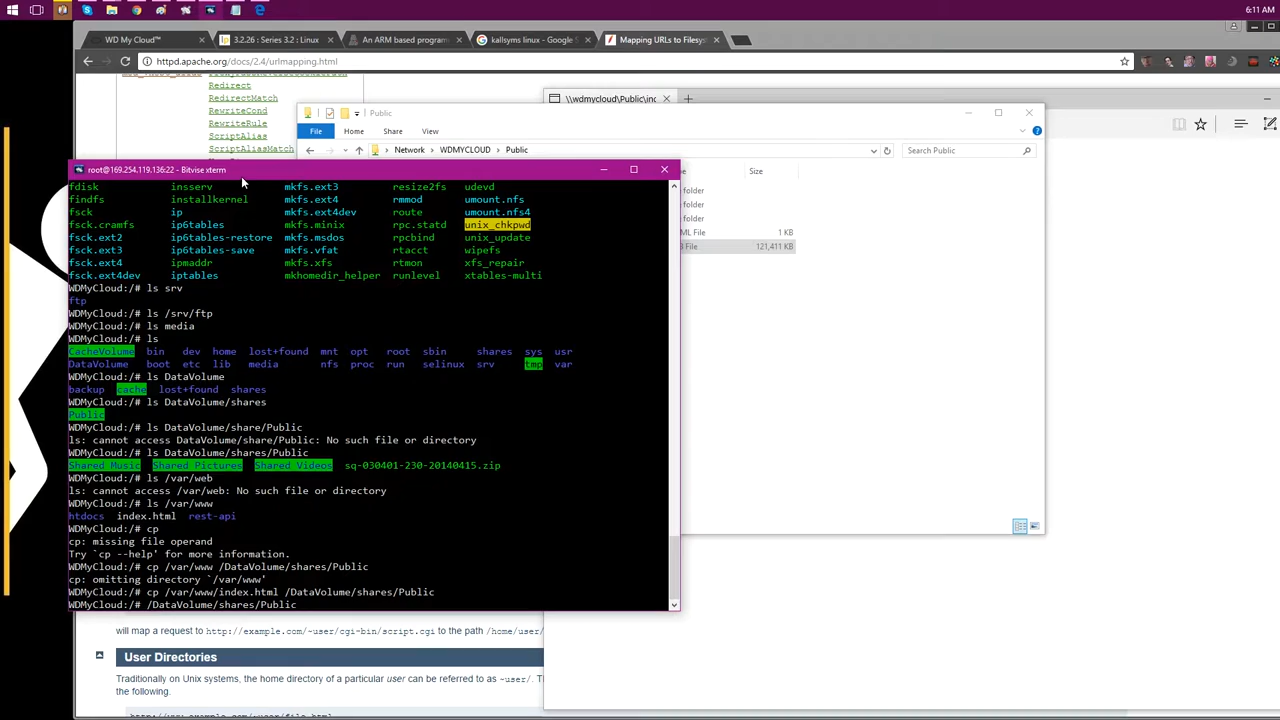 6:11 AM
WD My Cloud™
3.2.26 : Series 3.2 : Linux
An ARM based program
kallsyms linux - Google S
Mapping URLs to Filesy
httpd.apache.org/docs/2.4/urlmapping.html
Redirect
RedirectMatch
RewriteCond
RewriteRule
ScriptAlias
ScriptAliasMatch
\\wdmycloud\Public\inc
Public
File Home Share View
Network WDMYCLOUD Public
Search Public
Size
folder
folder
folder
ML File 1 KB
File 121,411 KB
root@169.254.119.136:22 - Bitvise xterm
fdisk insserv mkfs.ext3 resize2fs udevd
findfs installkernel mkfs.ext4 rmmod umount.nfs
fsck ip mkfs.ext4dev route umount.nfs4
fsck.cramfs ip6tables mkfs.minix rpc.statd unix_chkpwd
fsck.ext2 ip6tables-restore mkfs.msdos rpcbind unix_update
fsck.ext3 ip6tables-save mkfs.vfat rtacct wipefs
fsck.ext4 ipmaddr mkfs.xfs rtmon xfs_repair
fsck.ext4dev iptables mkhomedir_helper runlevel xtables-multi
WDMyCloud:/# ls srv
ftp
WDMyCloud:/# ls /srv/ftp
WDMyCloud:/# ls media
WDMyCloud:/# ls
CacheVolume bin dev home lost+found mnt opt root sbin shares sys usr
DataVolume boot etc lib media nfs proc run selinux srv tmp var
WDMyCloud:/# ls DataVolume
backup cache lost+found shares
WDMyCloud:/# ls DataVolume/shares
Public
WDMyCloud:/# ls DataVolume/share/Public
ls: cannot access DataVolume/share/Public: No such file or directory
WDMyCloud:/# ls DataVolume/shares/Public
Shared Music Shared Pictures Shared Videos sq-030401-230-20140415.zip
WDMyCloud:/# ls /var/web
ls: cannot access /var/web: No such file or directory
WDMyCloud:/# ls /var/www
htdocs index.html rest-api
WDMyCloud:/# cp
cp: missing file operand
Try `cp --help' for more information.
WDMyCloud:/# cp /var/www /DataVolume/shares/Public
cp: omitting directory `/var/www'
WDMyCloud:/# cp /var/www/index.html /DataVolume/shares/Public
WDMyCloud:/# /DataVolume/shares/Public
will map a request to http://example.com/~user/cgi-bin/script.cgi to the path /home/user/
User Directories
Traditionally on Unix systems, the home directory of a particular user can be referred to as ~user/. Th
the following.
http://www.example.com/~user/file.html